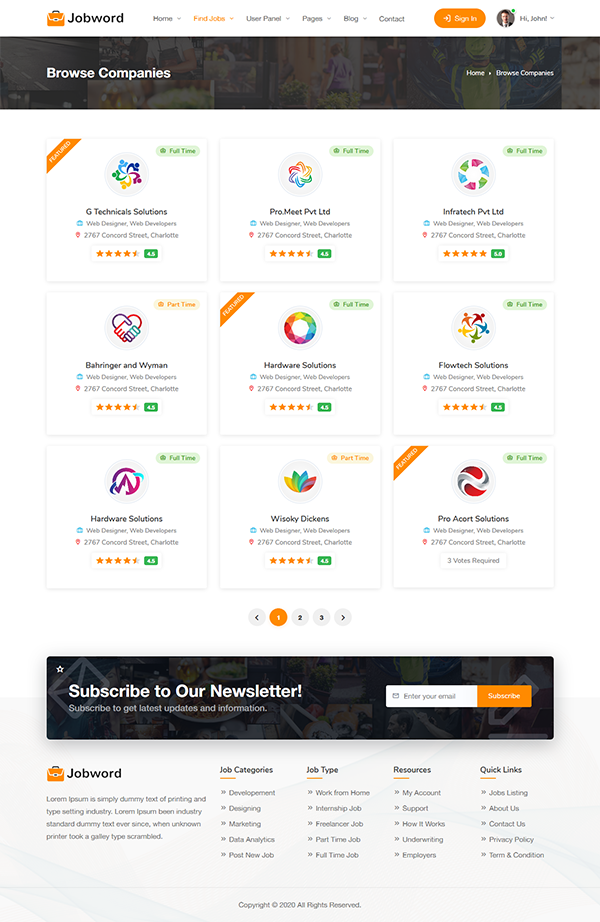 Jobword
Home Find Jobs User Panel Pages Blog Contact Sign In Hi, John!
Browse Companies
Home Browse Companies
FEATURED Full Time Full Time Full Time
G Technicals Solutions Pro.Meet Pvt Ltd Infratech Pvt Ltd
Web Designer, Web Developers Web Designer, Web Developers Web Designer, Web Developers
2767 Concord Street, Charlotte 2767 Concord Street, Charlotte 2767 Concord Street, Charlotte
4.5 4.5 5.0
Part Time FEATURED Full Time Full Time
Bahringer and Wyman Hardware Solutions Flowtech Solutions
Web Designer, Web Developers Web Designer, Web Developers Web Designer, Web Developers
2767 Concord Street, Charlotte 2767 Concord Street, Charlotte 2767 Concord Street, Charlotte
4.5 4.5 4.5
Full Time Part Time FEATURED Full Time
Hardware Solutions Wisoky Dickens Pro Acort Solutions
Web Designer, Web Developers Web Designer, Web Developers Web Designer, Web Developers
2767 Concord Street, Charlotte 2767 Concord Street, Charlotte 2767 Concord Street, Charlotte
4.5 4.5 3 Votes Required
1 2 3
Subscribe to Our Newsletter!
Subscribe to get latest updates and information.
Enter your email Subscribe
Jobword
Lorem Ipsum is simply dummy text of printing and
type setting industry. Lorem Ipsum been industry
standard dummy text ever since, when unknown
printer took a galley type scrambled.
Job Categories
Developement
Designing
Marketing
Data Analytics
Post New Job
Job Type
Work from Home
Internship Job
Freelancer Job
Part Time Job
Full Time Job
Resources
My Account
Support
How It Works
Underwriting
Employers
Quick Links
Jobs Listing
About Us
Contact Us
Privacy Policy
Term & Condition
Copyright © 2020 All Rights Reserved.